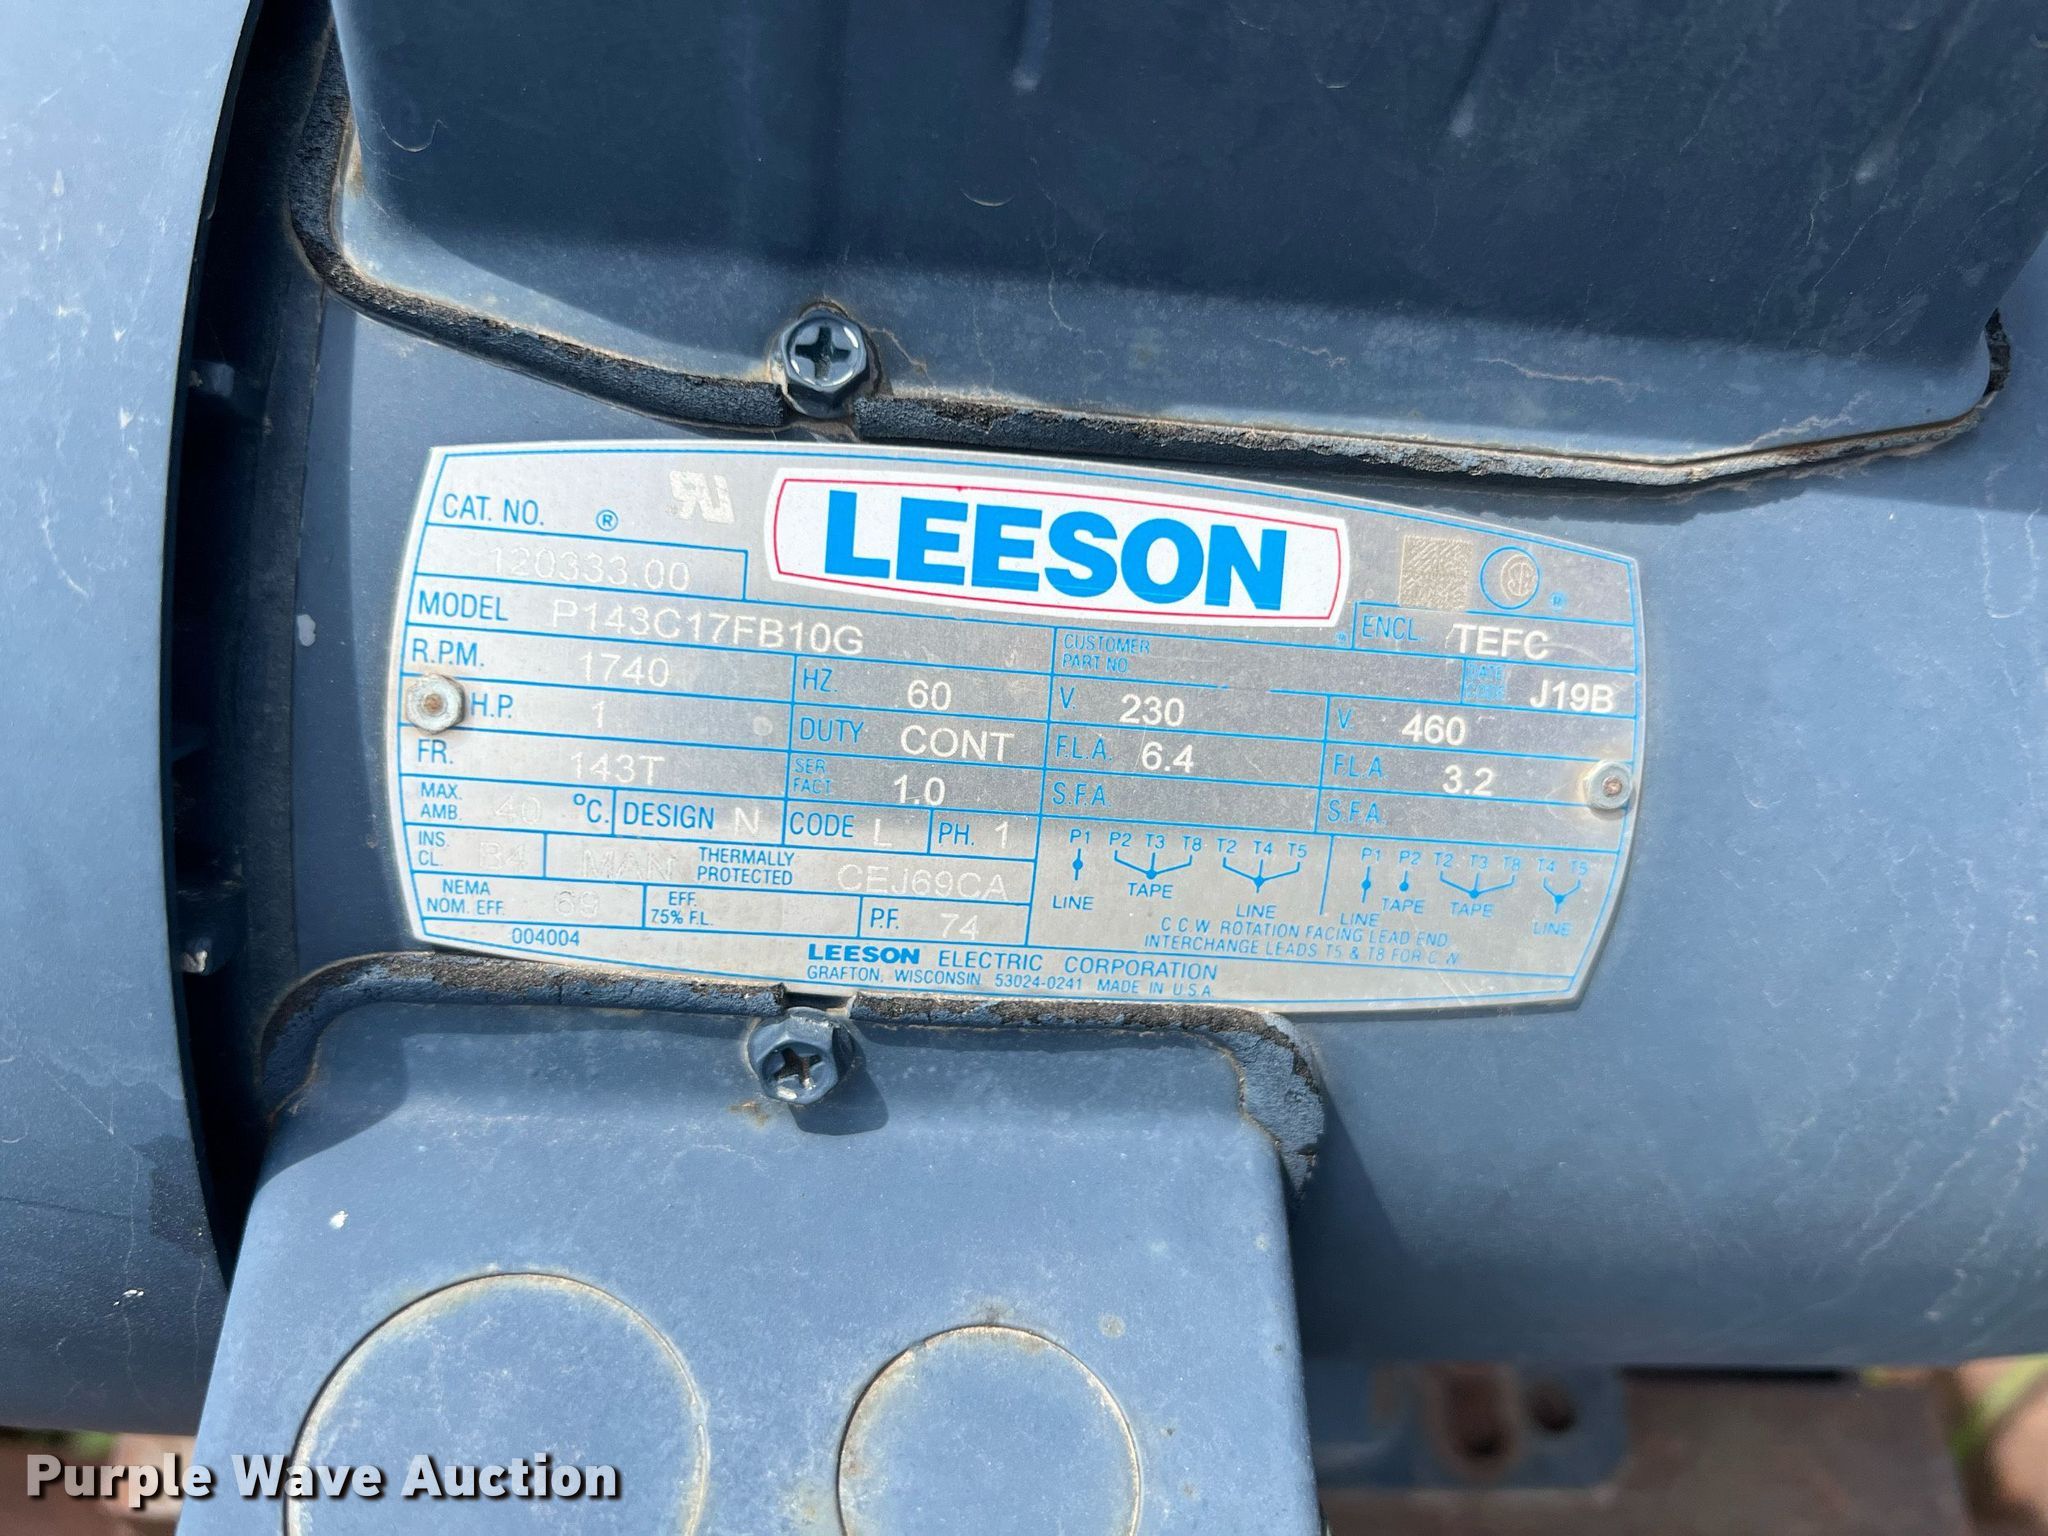 CAT. NO. ®
LEESON ®
120333.00
MODEL P143C17FB10G
CUSTOMER PART NO.
ENCL. TEFC
R.P.M. 1740 HZ. 60 V. 230 V. 460
DATE CODE J19B
H.P. 1 DUTY CONT F.L.A. 6.4 F.L.A. 3.2
FR. 143T SER. FACT. 1.0 S.F.A. S.F.A.
MAX. AMB. 40 °C. DESIGN N CODE L PH. 1
INS. CL. B4 MAN THERMALLY PROTECTED CEJ69CA
NEMA NOM. EFF. 69 EFF. 75% F.L. P.F. 74
P1 P2 T3 T8 T2 T4 T5
LINE TAPE LINE
P1 P2 T2 T3 T8 T4 T5
LINE TAPE TAPE LINE
C.C.W. ROTATION FACING LEAD END
INTERCHANGE LEADS T5 & T8 FOR C.W.
004004
LEESON ELECTRIC CORPORATION
GRAFTON, WISCONSIN 53024-0241 MADE IN U.S.A.
Purple Wave Auction